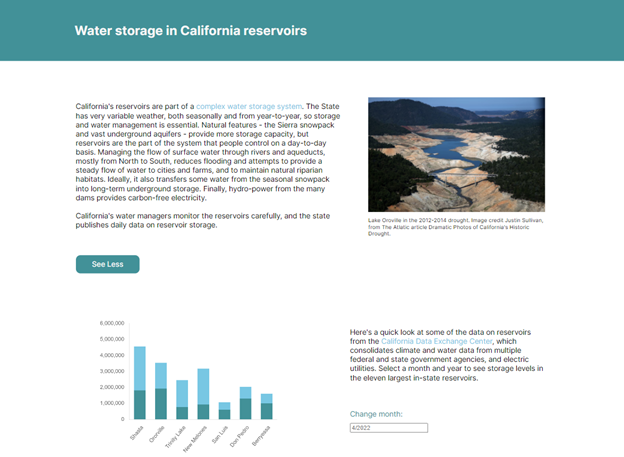 Water storage in California reservoirs
California's reservoirs are part of a complex water storage system. The State
has very variable weather, both seasonally and from year-to-year, so storage
and water management is essential. Natural features - the Sierra snowpack
and vast underground aquifers - provide more storage capacity, but
reservoirs are the part of the system that people control on a day-to-day
basis. Managing the flow of surface water through rivers and aqueducts,
mostly from North to South, reduces flooding and attempts to provide a
steady flow of water to cities and farms, and to maintain natural riparian
habitats. Ideally, it also transfers some water from the seasonal snowpack
into long-term underground storage. Finally, hydro-power from the many
dams provides carbon-free electricity.
California's water managers monitor the reservoirs carefully, and the state
publishes daily data on reservoir storage.
Lake Oroville in the 2012-2014 drought. Image credit Justin Sullivan,
from The Atlatic article Dramatic Photos of California's Historic
Drought.
See Less
6,000,000
5,000,000
4,000,000
3,000,000
2,000,000
1,000,000
0
Shasta
Oroville
Trinity Lake
New Melones
San Luis
Don Pedro
Berryessa
Here's a quick look at some of the data on reservoirs
from the California Data Exchange Center, which
consolidates climate and water data from multiple
federal and state government agencies, and electric
utilities. Select a month and year to see storage levels in
the eleven largest in-state reservoirs.
Change month:
4/2022